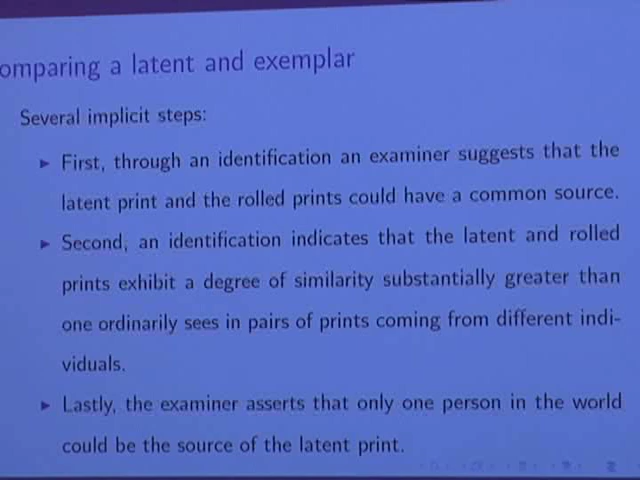 omparing a latent and exemplar
Several implicit steps:
▶ First, through an identification an examiner suggests that the
latent print and the rolled prints could have a common source.
▶ Second, an identification indicates that the latent and rolled
prints exhibit a degree of similarity substantially greater than
one ordinarily sees in pairs of prints coming from different indi-
viduals.
▶ Lastly, the examiner asserts that only one person in the world
could be the source of the latent print.